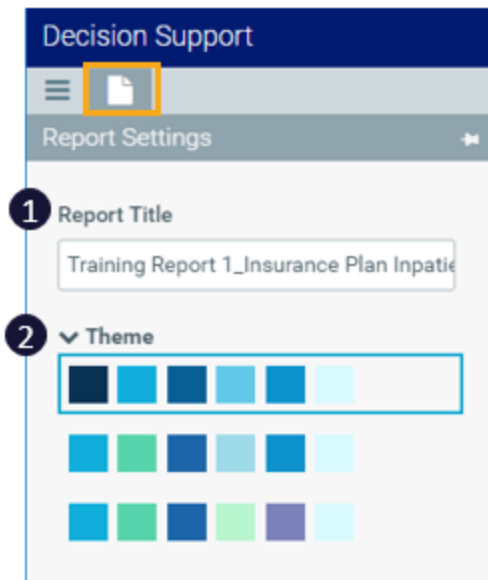 Decision Support
Report Settings
1 Report Title
Training Report 1_Insurance Plan Inpatie
2 Theme